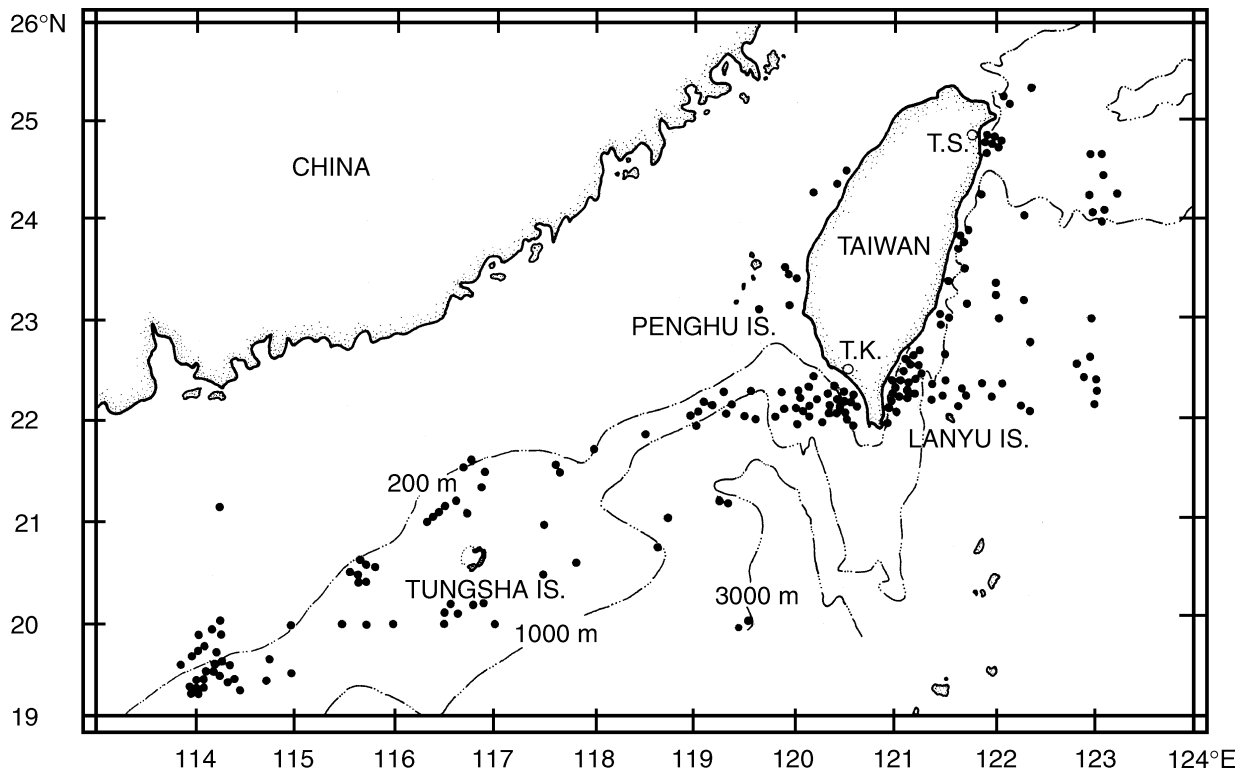 26°N
25
24
23
22
21
20
19
CHINA
T.S.
TAIWAN
PENGHU IS.
T.K.
LANYU IS.
200 m
TUNGSHA IS.
3000 m
1000 m
114
115
116
117
118
119
120
121
122
123
124°E